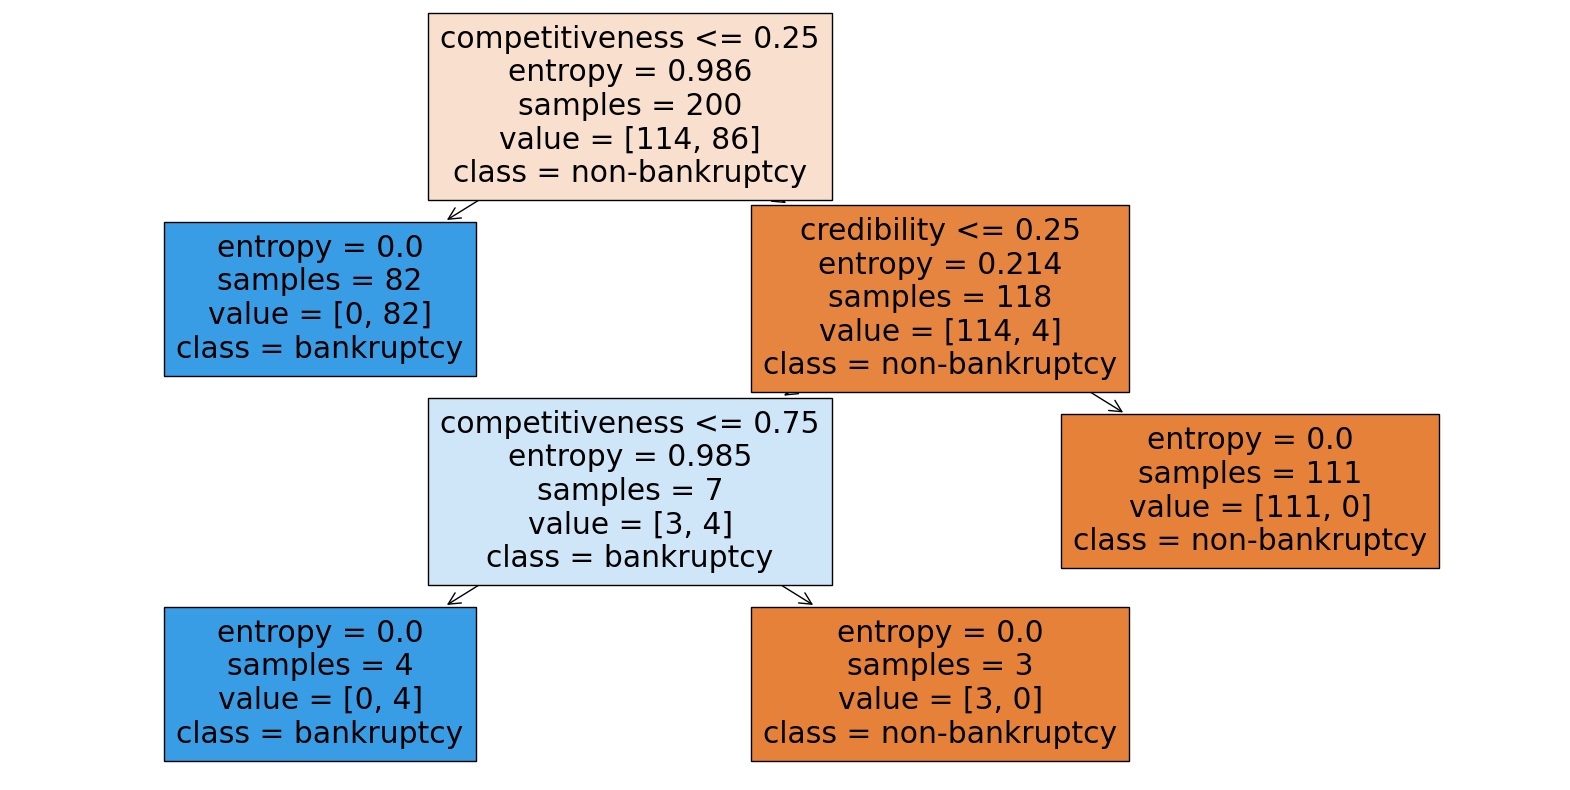 competitiveness <= 0.25
entropy = 0.986
samples = 200
value = [114, 86]
class = non-bankruptcy
entropy = 0.0
samples = 82
value = [0, 82]
class = bankruptcy
credibility <= 0.25
entropy = 0.214
samples = 118
value = [114, 4]
class = non-bankruptcy
competitiveness <= 0.75
entropy = 0.985
samples = 7
value = [3, 4]
class = bankruptcy
entropy = 0.0
samples = 111
value = [111, 0]
class = non-bankruptcy
entropy = 0.0
samples = 4
value = [0, 4]
class = bankruptcy
entropy = 0.0
samples = 3
value = [3, 0]
class = non-bankruptcy